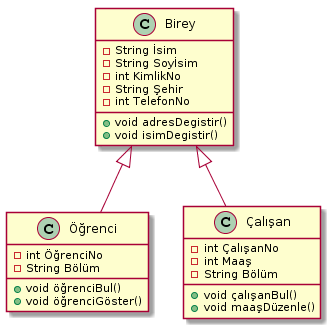 C Birey
String İsim
String Soyİsim
int KimlikNo
String Şehir
int TelefonNo
void adresDegistir()
void isimDegistir()
C Öğrenci
int ÖğrenciNo
String Bölüm
void öğrenciBul()
void öğrenciGöster()
C Çalışan
int ÇalışanNo
int Maaş
String Bölüm
void çalışanBul()
void maaşDüzenle()